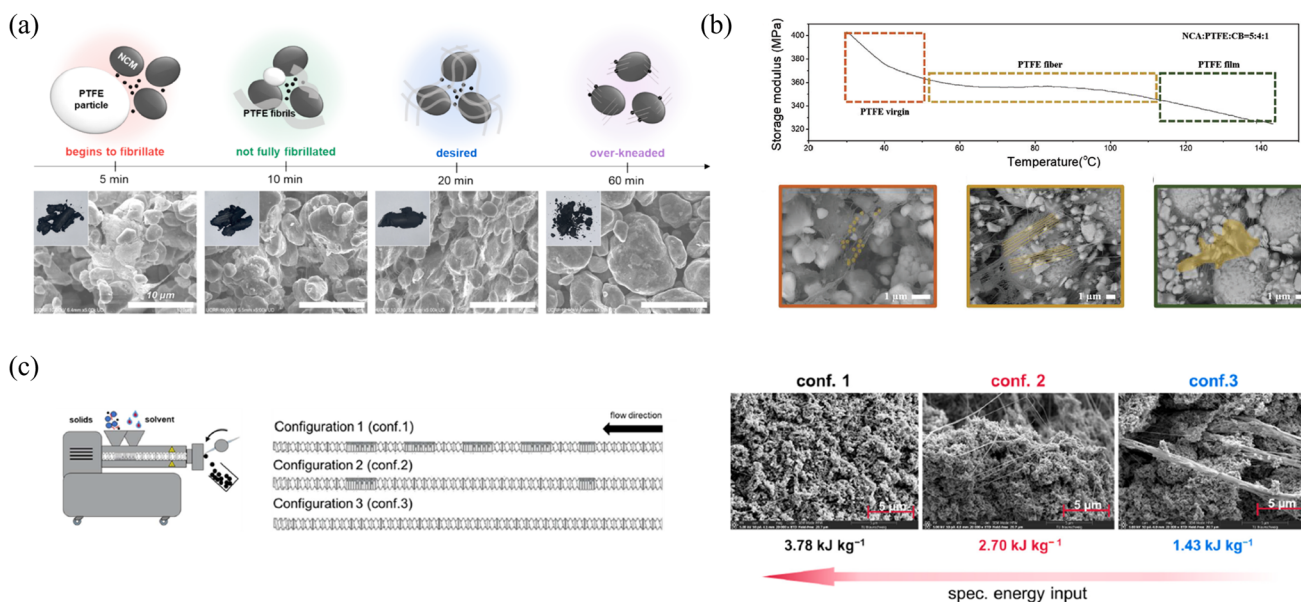 (a)
NCM
PTFE
particle
PTFE fibrils
begins to fibrillate
not fully fibrillated
desired
over-kneaded
5 min
10 min
20 min
60 min
10 μm
(b)
Storage modulus (MPa)
400
380
360
340
320
NCA:PTFE:CB=5:4:1
PTFE virgin
PTFE fiber
PTFE film
40
60
80
100
120
140
Temperature(°C)
1 μm
1 μm
1 μm
(c)
solids
solvent
Configuration 1 (conf.1)
flow direction
Configuration 2 (conf.2)
Configuration 3 (conf.3)
conf. 1
conf. 2
conf.3
5 μm
5 μm
5 μm
3.78 kJ kg⁻¹
2.70 kJ kg⁻¹
1.43 kJ kg⁻¹
spec. energy input